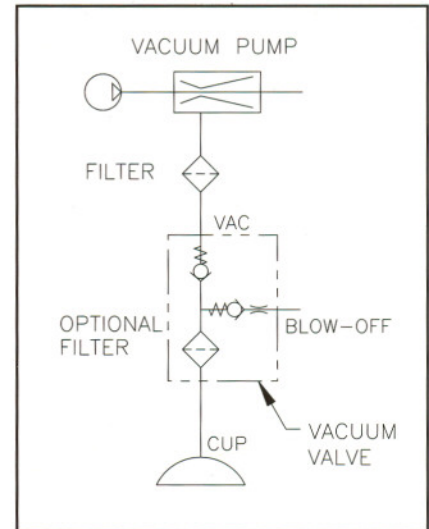 VACUUM PUMP
FILTER
VAC
OPTIONAL
FILTER
BLOW-OFF
CUP
VACUUM
VALVE